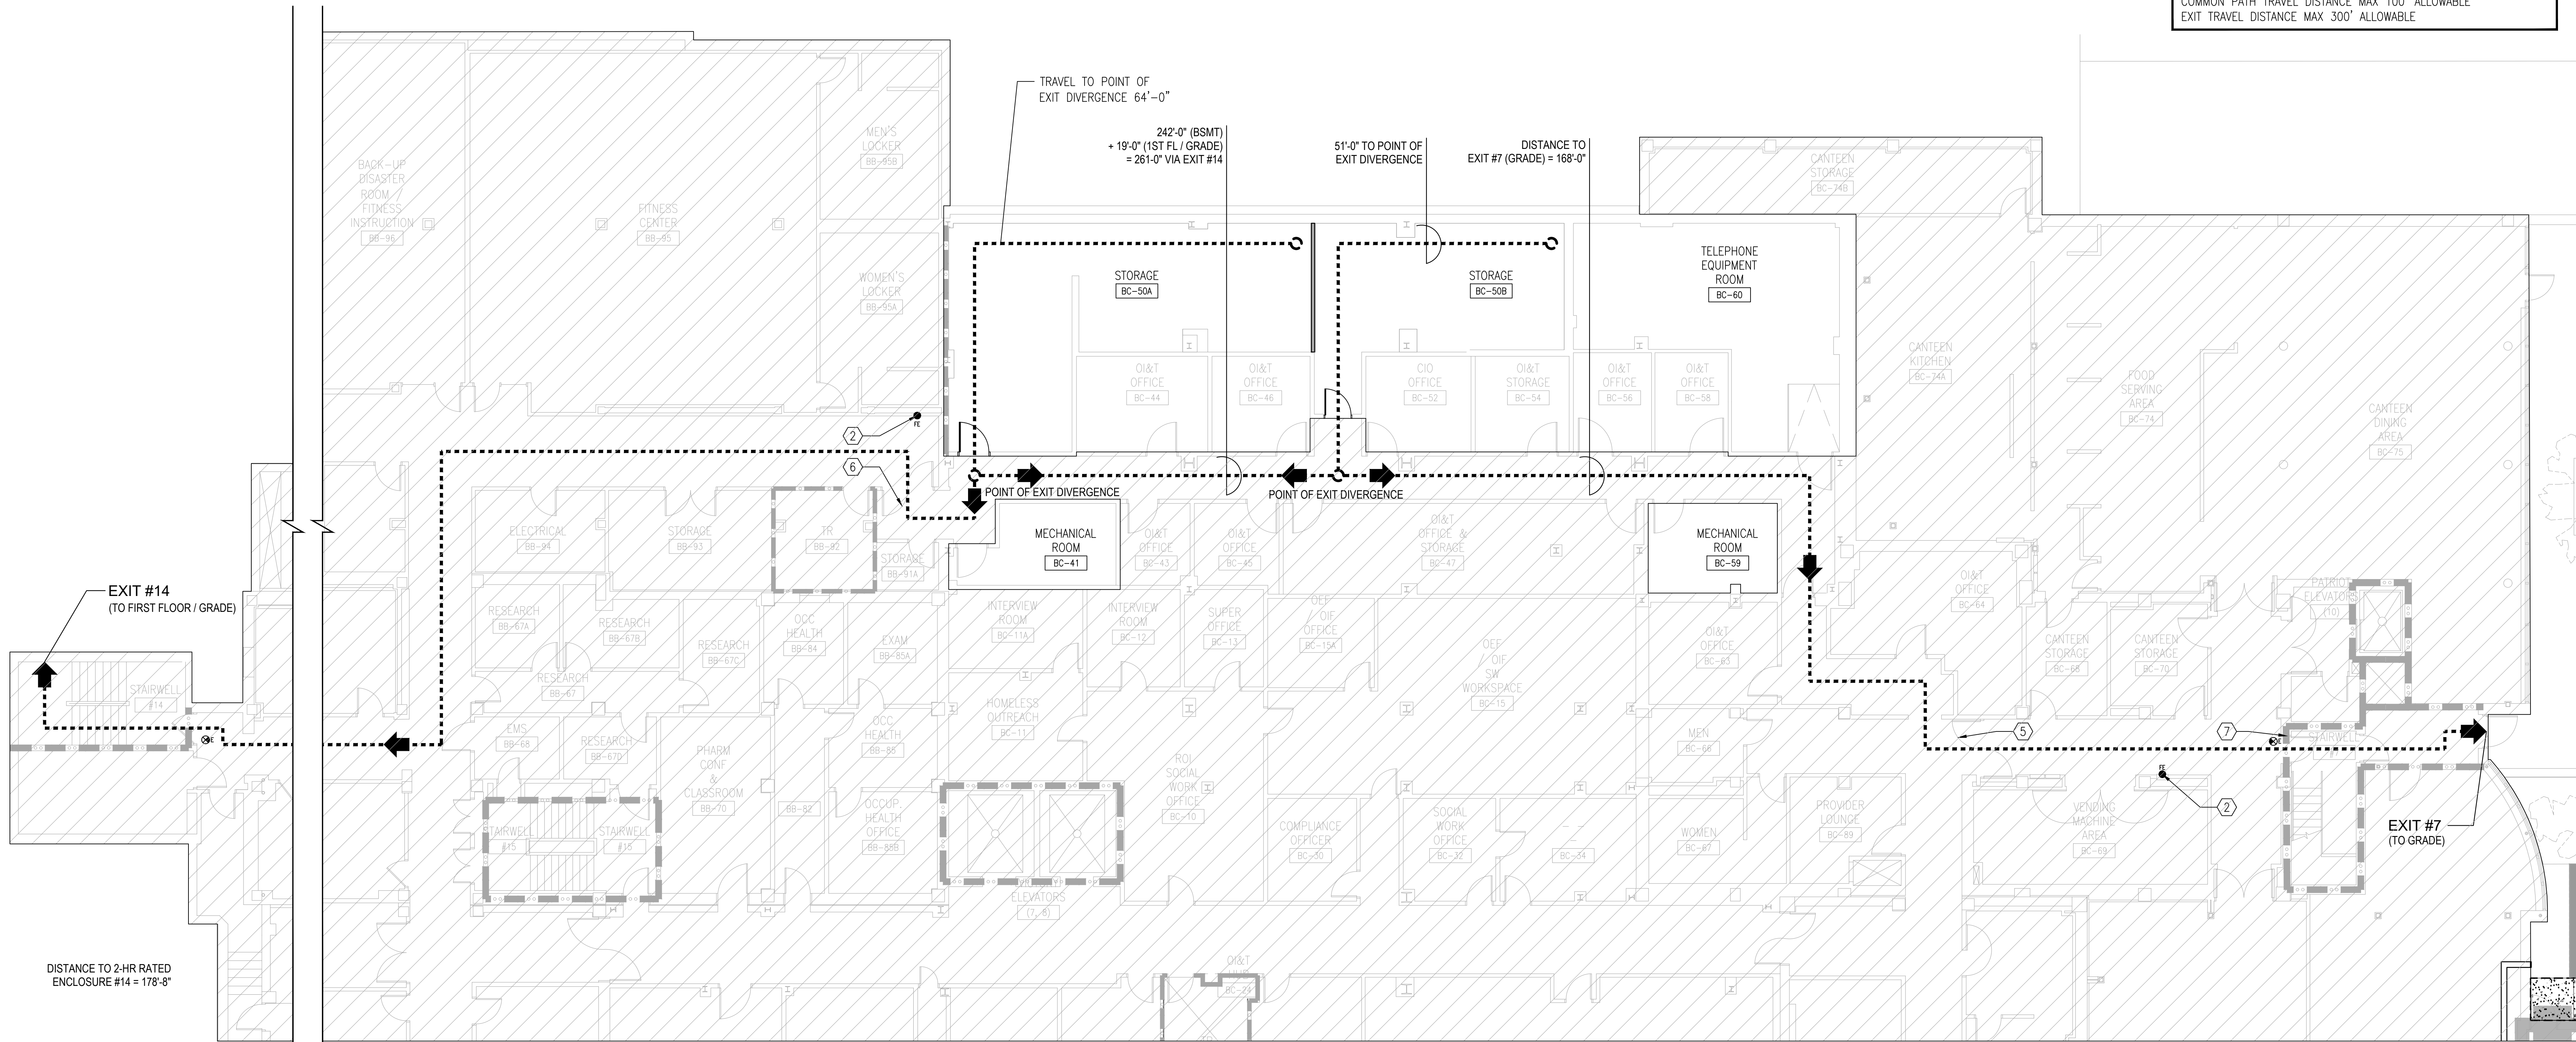 COMMON PATH TRAVEL DISTANCE MAX 100' ALLOWABLE
EXIT TRAVEL DISTANCE MAX 300' ALLOWABLE
TRAVEL TO POINT OF
EXIT DIVERGENCE 64'-0"
242'-0" (BSMT)
+ 19'-0" (1ST FL / GRADE)
= 261-0" VIA EXIT #14
51'-0" TO POINT OF
EXIT DIVERGENCE
DISTANCE TO
EXIT #7 (GRADE) = 168'-0"
BACK-UP
DISASTER
ROOM /
FITNESS
INSTRUCTION
BB-96
FITNESS
CENTER
BB-95
MEN'S
LOCKER
BB-95B
WOMEN'S
LOCKER
BB-95A
STORAGE
BC-50A
STORAGE
BC-50B
TELEPHONE
EQUIPMENT
ROOM
BC-60
CANTEEN
STORAGE
BC-74B
OI&T
OFFICE
BC-44
OI&T
OFFICE
BC-46
CIO
OFFICE
BC-52
OI&T
STORAGE
BC-54
OI&T
OFFICE
BC-56
OI&T
OFFICE
BC-58
CANTEEN
KITCHEN
BC-74A
FOOD
SERVING
AREA
BC-74
CANTEEN
DINING
AREA
BC-75
2
FE
6
POINT OF EXIT DIVERGENCE
POINT OF EXIT DIVERGENCE
ELECTRICAL
BB-94
STORAGE
BB-93
TR
BB-92
STORAGE
BB-91A
MECHANICAL
ROOM
BC-41
OI&T
OFFICE
BC-43
OI&T
OFFICE
BC-45
OI&T
OFFICE &
STORAGE
BC-47
MECHANICAL
ROOM
BC-59
OI&T
OFFICE
BC-64
PATRIOT
ELEVATORS
(10)
EXIT #14
(TO FIRST FLOOR / GRADE)
RESEARCH
BB-67A
RESEARCH
BB-67B
RESEARCH
BB-67C
OCC
HEALTH
BB-84
EXAM
BB-85A
INTERVIEW
ROOM
BC-11A
INTERVIEW
ROOM
BC-12
SUPER
OFFICE
BC-13
OEF
/ OIF
OFFICE
BC-15A
OEF
/ OIF
SW
WORKSPACE
BC-15
OI&T
OFFICE
BC-63
CANTEEN
STORAGE
BC-68
CANTEEN
STORAGE
BC-70
STAIRWELL
#14
RESEARCH
BB-67
EMS
BB-68
RESEARCH
BB-67D
PHARM
CONF
&
CLASSROOM
BB-70
BB-82
OCC
HEALTH
BB-85
HOMELESS
OUTREACH
BC-11
MEN
BC-66
5
7
STAIRWELL
FE
2
STAIRWELL
#15
STAIRWELL
#15
OCCUP.
HEALTH
OFFICE
BB-85B
ELEVATORS
(7, 8)
ROI
SOCIAL
WORK
OFFICE
BC-10
COMPLIANCE
OFFICER
BC-30
SOCIAL
WORK
OFFICE
BC-32
BC-34
WOMEN
BC-67
PROVIDER
LOUNGE
BC-89
VENDING
MACHINE
AREA
BC-69
EXIT #7
(TO GRADE)
DISTANCE TO 2-HR RATED
ENCLOSURE #14 = 178'-8"
OI&T
HUB
BC-24